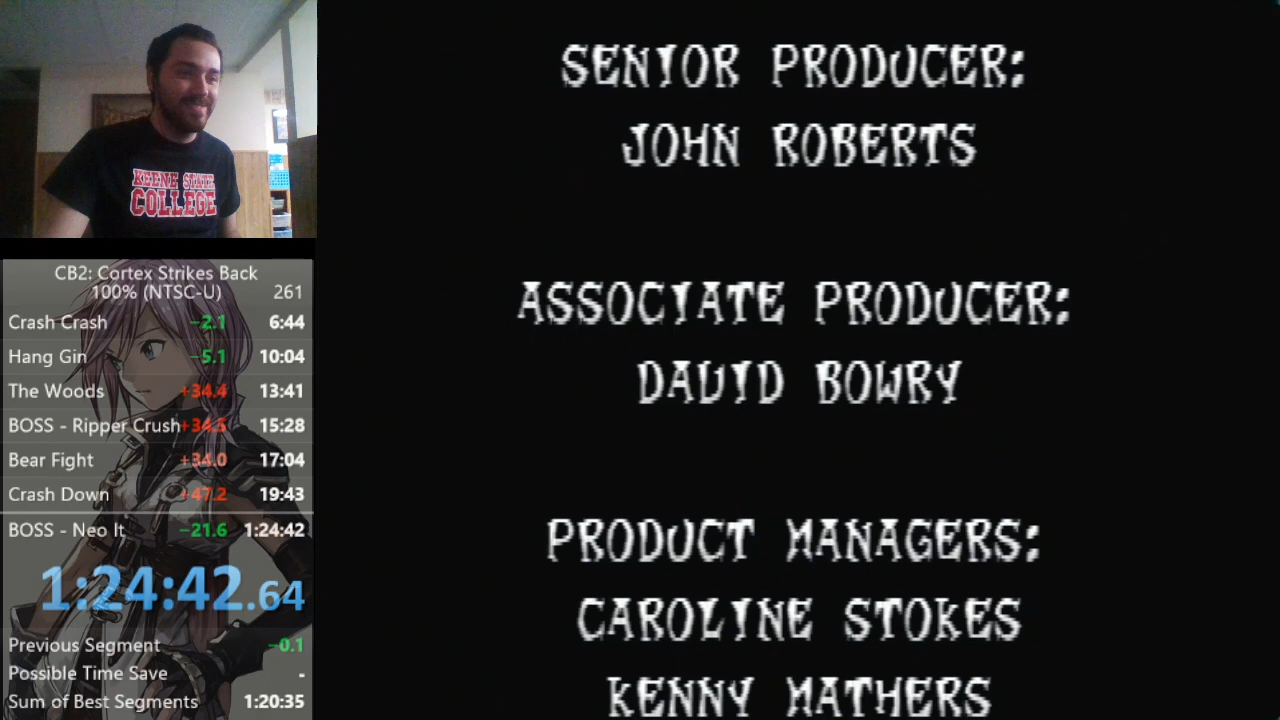 KEENE STATE
COLLEGE
CB2: Cortex Strikes Back
100% (NTSC-U) 261
Crash Crash -2.1 6:44
Hang Gin -5.1 10:04
The Woods +34.4 13:41
BOSS - Ripper Crush +34.5 15:28
Bear Fight +34.0 17:04
Crash Down +47.2 19:43
BOSS - Neo It -21.6 1:24:42
1:24:42.64
Previous Segment -0.1
Possible Time Save -
Sum of Best Segments 1:20:35
SENIOR PRODUCER:
JOHN ROBERTS
ASSOCIATE PRODUCER:
DAVID BOWRY
PRODUCT MANAGERS:
CAROLINE STOKES
KENNY MATHERS